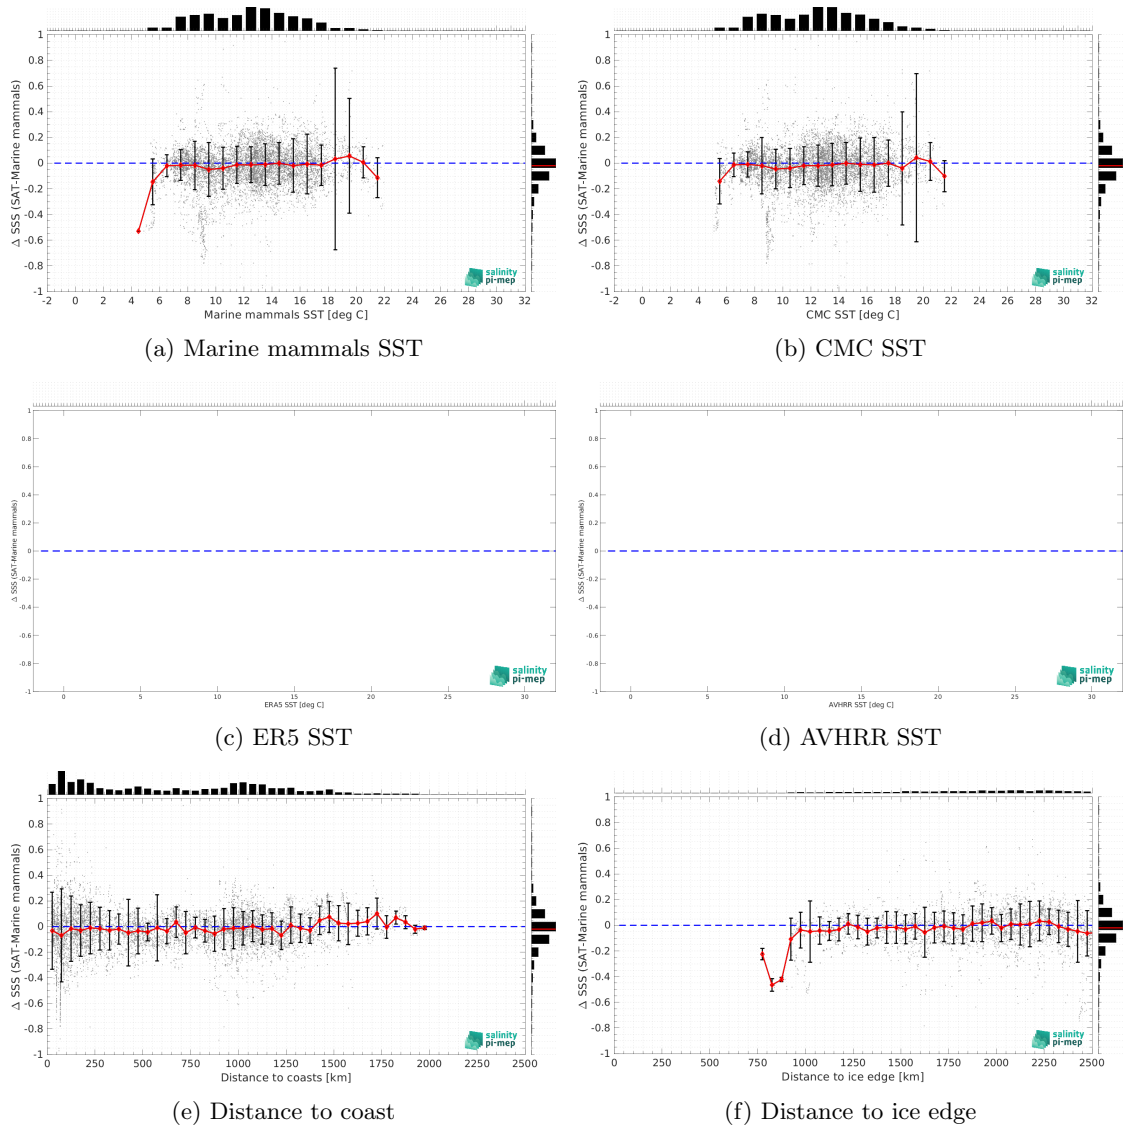 1
0.8
0.6
0.4
0.2
0
-0.2
-0.4
-0.6
-0.8
-1
Δ SSS (SAT-Marine mammals)
-2 0 2 4 6 8 10 12 14 16 18 20 22 24 26 28 30 32
Marine mammals SST [deg C]
salinity
pi-mep
(a) Marine mammals SST
1
0.8
0.6
0.4
0.2
0
-0.2
-0.4
-0.6
-0.8
-1
Δ SSS (SAT-Marine mammals)
-2 0 2 4 6 8 10 12 14 16 18 20 22 24 26 28 30 32
CMC SST [deg C]
salinity
pi-mep
(b) CMC SST
1
0.8
0.6
0.4
0.2
0
-0.2
-0.4
-0.6
-0.8
-1
Δ SSS (SAT-Marine mammals)
0 5 10 15 20 25 30
ERA5 SST [deg C]
salinity
pi-mep
(c) ER5 SST
1
0.8
0.6
0.4
0.2
0
-0.2
-0.4
-0.6
-0.8
-1
Δ SSS (SAT-Marine mammals)
0 5 10 15 20 25 30
AVHRR SST [deg C]
salinity
pi-mep
(d) AVHRR SST
1
0.8
0.6
0.4
0.2
0
-0.2
-0.4
-0.6
-0.8
-1
Δ SSS (SAT-Marine mammals)
0 250 500 750 1000 1250 1500 1750 2000 2250 2500
Distance to coasts [km]
salinity
pi-mep
(e) Distance to coast
1
0.8
0.6
0.4
0.2
0
-0.2
-0.4
-0.6
-0.8
-1
Δ SSS (SAT-Marine mammals)
0 250 500 750 1000 1250 1500 1750 2000 2250 2500
Distance to ice edge [km]
salinity
pi-mep
(f) Distance to ice edge